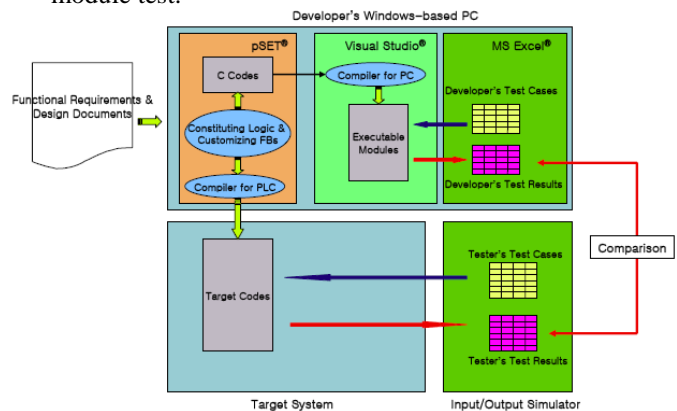 module test.
Developer's Windows-based PC
pSET®
Visual Studio®
MS Excel®
C Codes
Compiler for PC
Functional Requirements &
Design Documents
Constituting Logic &
Customizing FBs
Compiler for PLC
Executable
Modules
Developer's Test Cases
Developer's Test Results
Comparison
Target Codes
Tester's Test Cases
Tester's Test Results
Target System
Input/Output Simulator